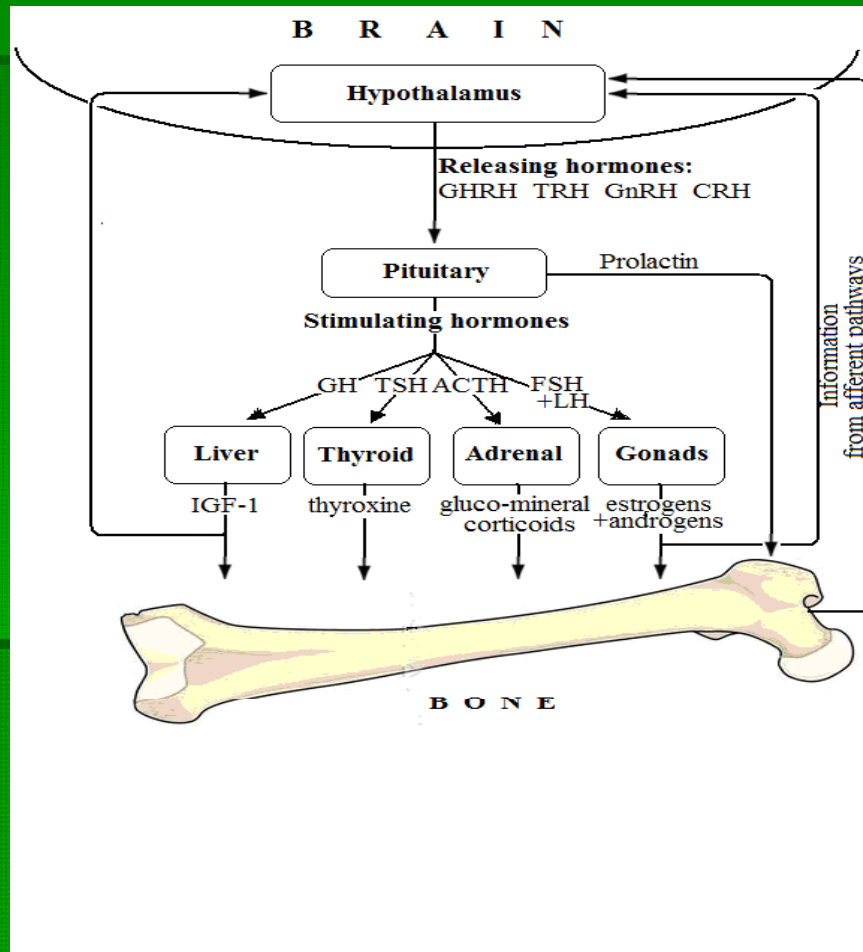 B R A I N
Hypothalamus
Releasing hormones:
GHRH TRH GnRH CRH
Pituitary
Prolactin
Stimulating hormones
GH TSH ACTH FSH
+LH
Liver Thyroid Adrenal Gonads
IGF-1 thyroxine gluco-mineral estrogens
corticoids +androgens
Information
from afferent pathways
B O N E